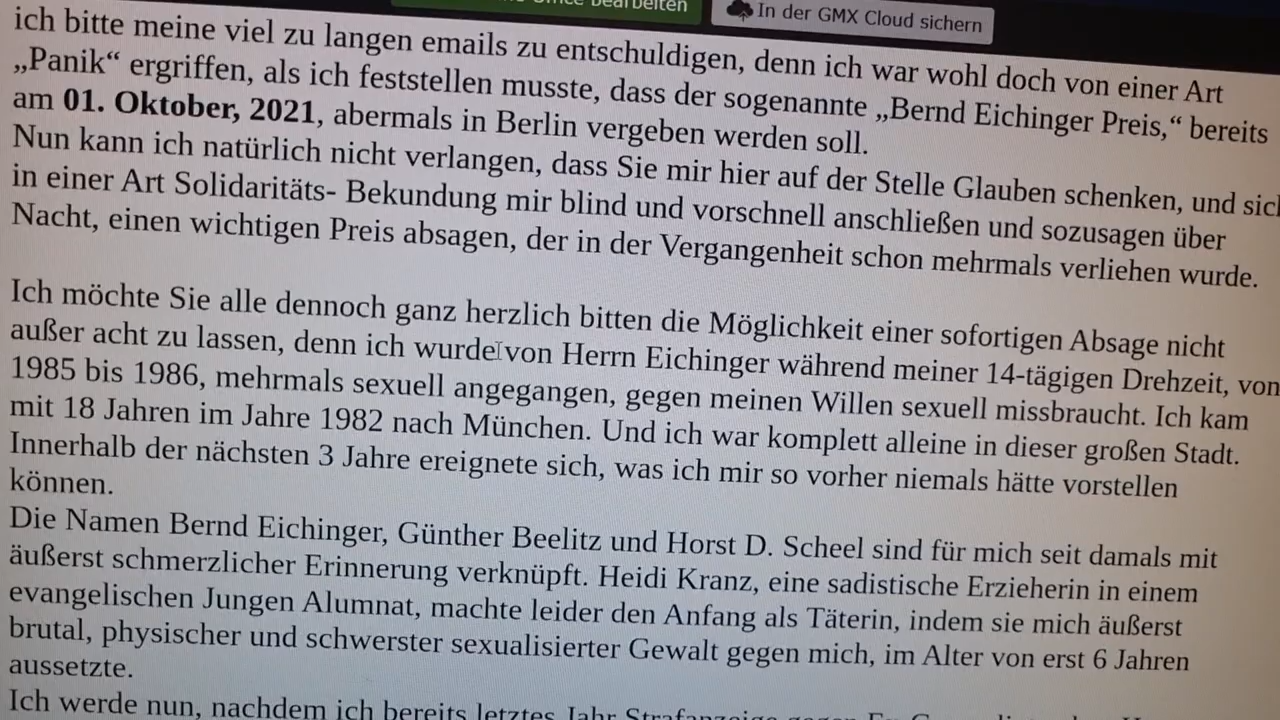 bearbeiten
In der GMX Cloud sichern
ich bitte meine viel zu langen emails zu entschuldigen, denn ich war wohl doch von einer Art
„Panik“ ergriffen, als ich feststellen musste, dass der sogenannte „Bernd Eichinger Preis,“ bereits
am 01. Oktober, 2021, abermals in Berlin vergeben werden soll.
Nun kann ich natürlich nicht verlangen, dass Sie mir hier auf der Stelle Glauben schenken, und
in einer Art Solidaritäts- Bekundung mir blind und vorschnell anschließen und sozusagen über
Nacht, einen wichtigen Preis absagen, der in der Vergangenheit schon mehrmals verliehen wurde.
Ich möchte Sie alle dennoch ganz herzlich bitten die Möglichkeit einer sofortigen Absage nicht
außer acht zu lassen, denn ich wurde von Herrn Eichinger während meiner 14-tägigen Drehzeit, von
1985 bis 1986, mehrmals sexuell angegangen, gegen meinen Willen sexuell missbraucht. Ich kam
mit 18 Jahren im Jahre 1982 nach München. Und ich war komplett alleine in dieser großen Stadt.
Innerhalb der nächsten 3 Jahre ereignete sich, was ich mir so vorher niemals hätte vorstellen
können.
Die Namen Bernd Eichinger, Günther Beelitz und Horst D. Scheel sind für mich seit damals mit
äußerst schmerzlicher Erinnerung verknüpft. Heidi Kranz, eine sadistische Erzieherin in einem
evangelischen Jungen Alumnat, machte leider den Anfang als Täterin, indem sie mich äußerst
brutal, physischer und schwerster sexualisierter Gewalt gegen mich, im Alter von erst 6 Jahren
aussetzte.
Ich werde nun, nachdem ich bereits letztes Jahr Strafanzeige gegen